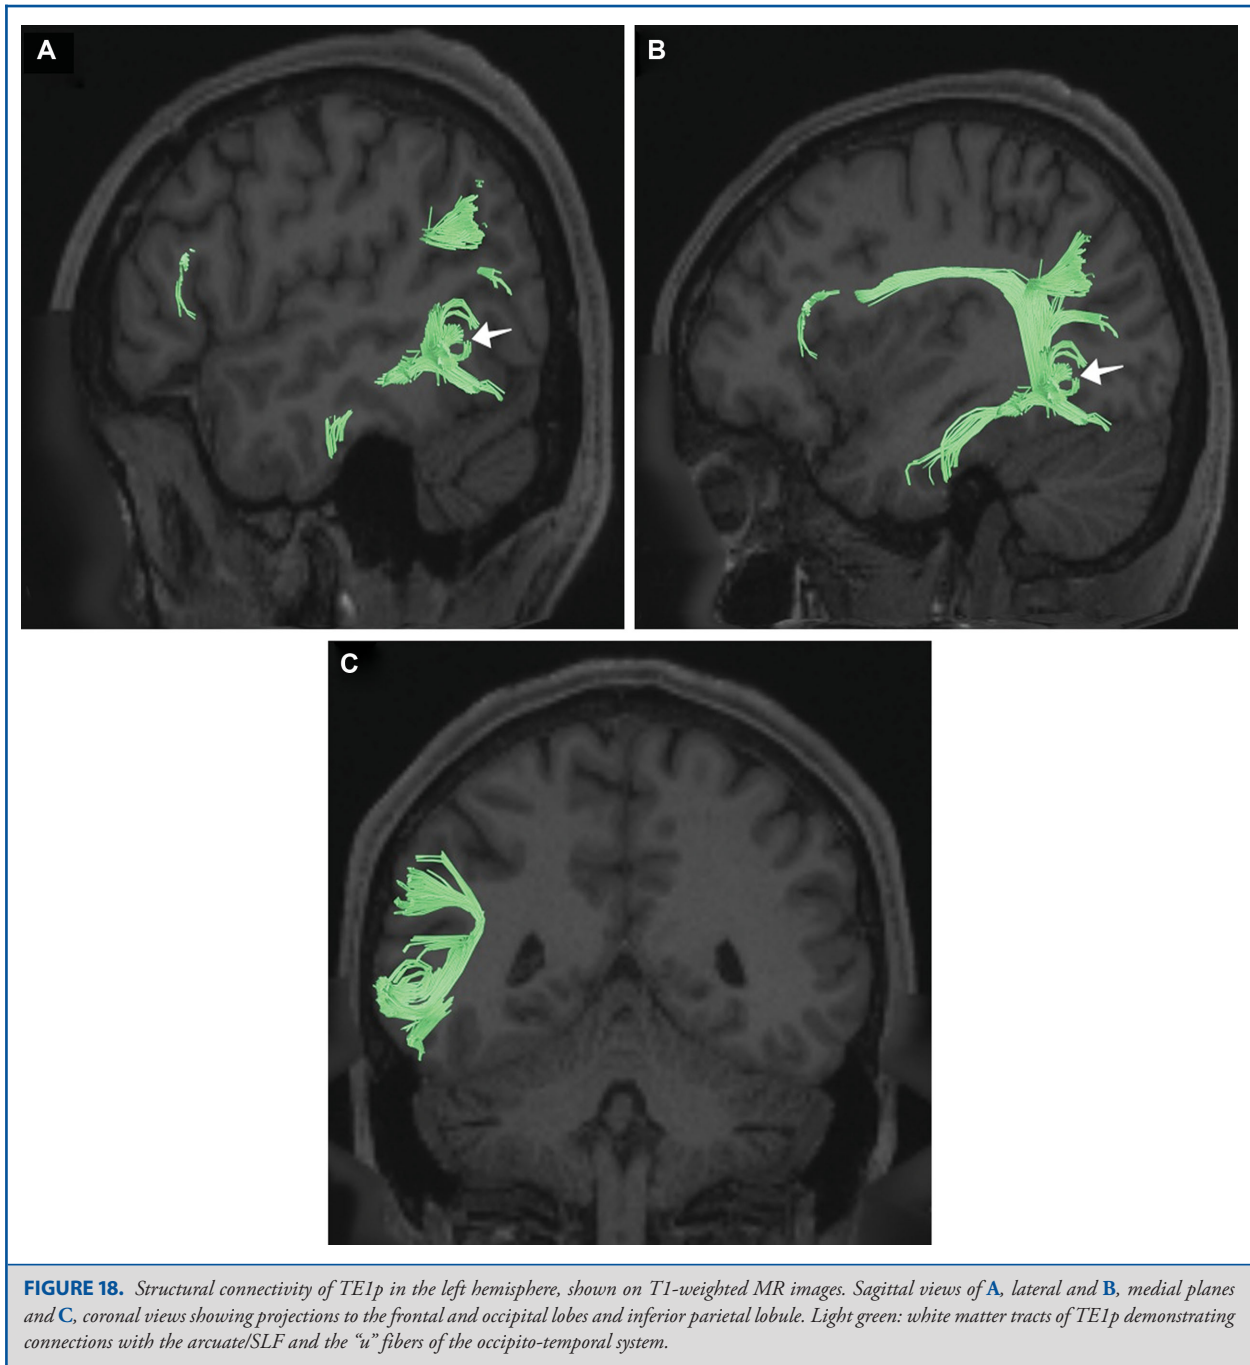 A
B
C
FIGURE 18. Structural connectivity of TE1p in the left hemisphere, shown on T1-weighted MR images. Sagittal views of A, lateral and B, medial planes
and C, coronal views showing projections to the frontal and occipital lobes and inferior parietal lobule. Light green: white matter tracts of TE1p demonstrating
connections with the arcuate/SLF and the “u” fibers of the occipito-temporal system.